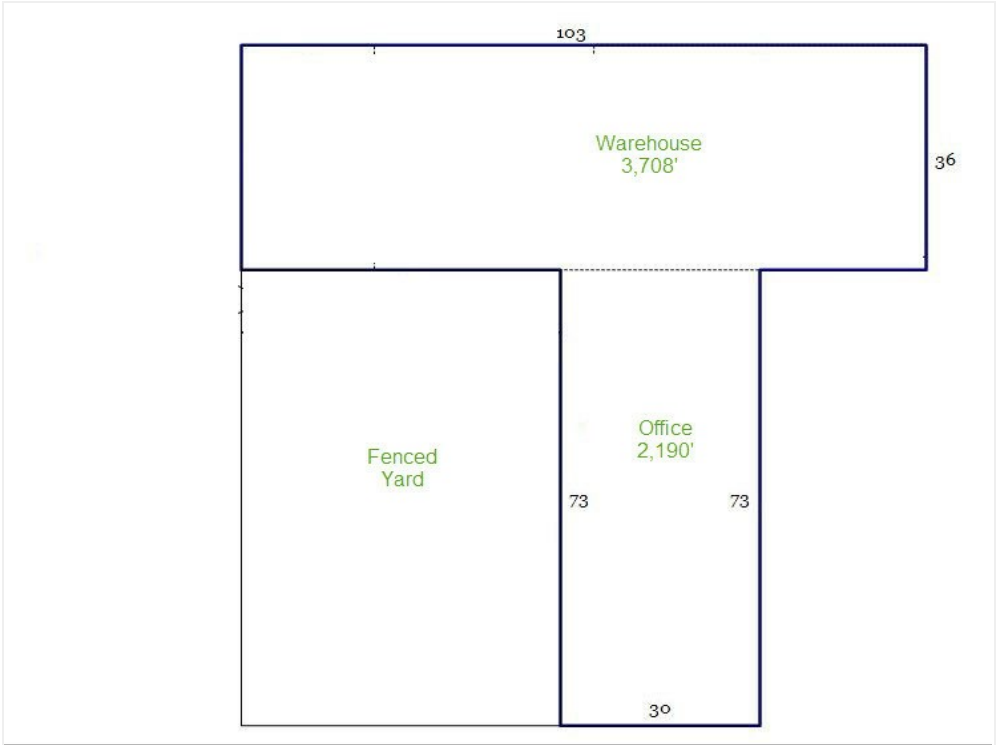 103
Warehouse
3,708'
36
Office
2,190'
Fenced
Yard
73
73
30